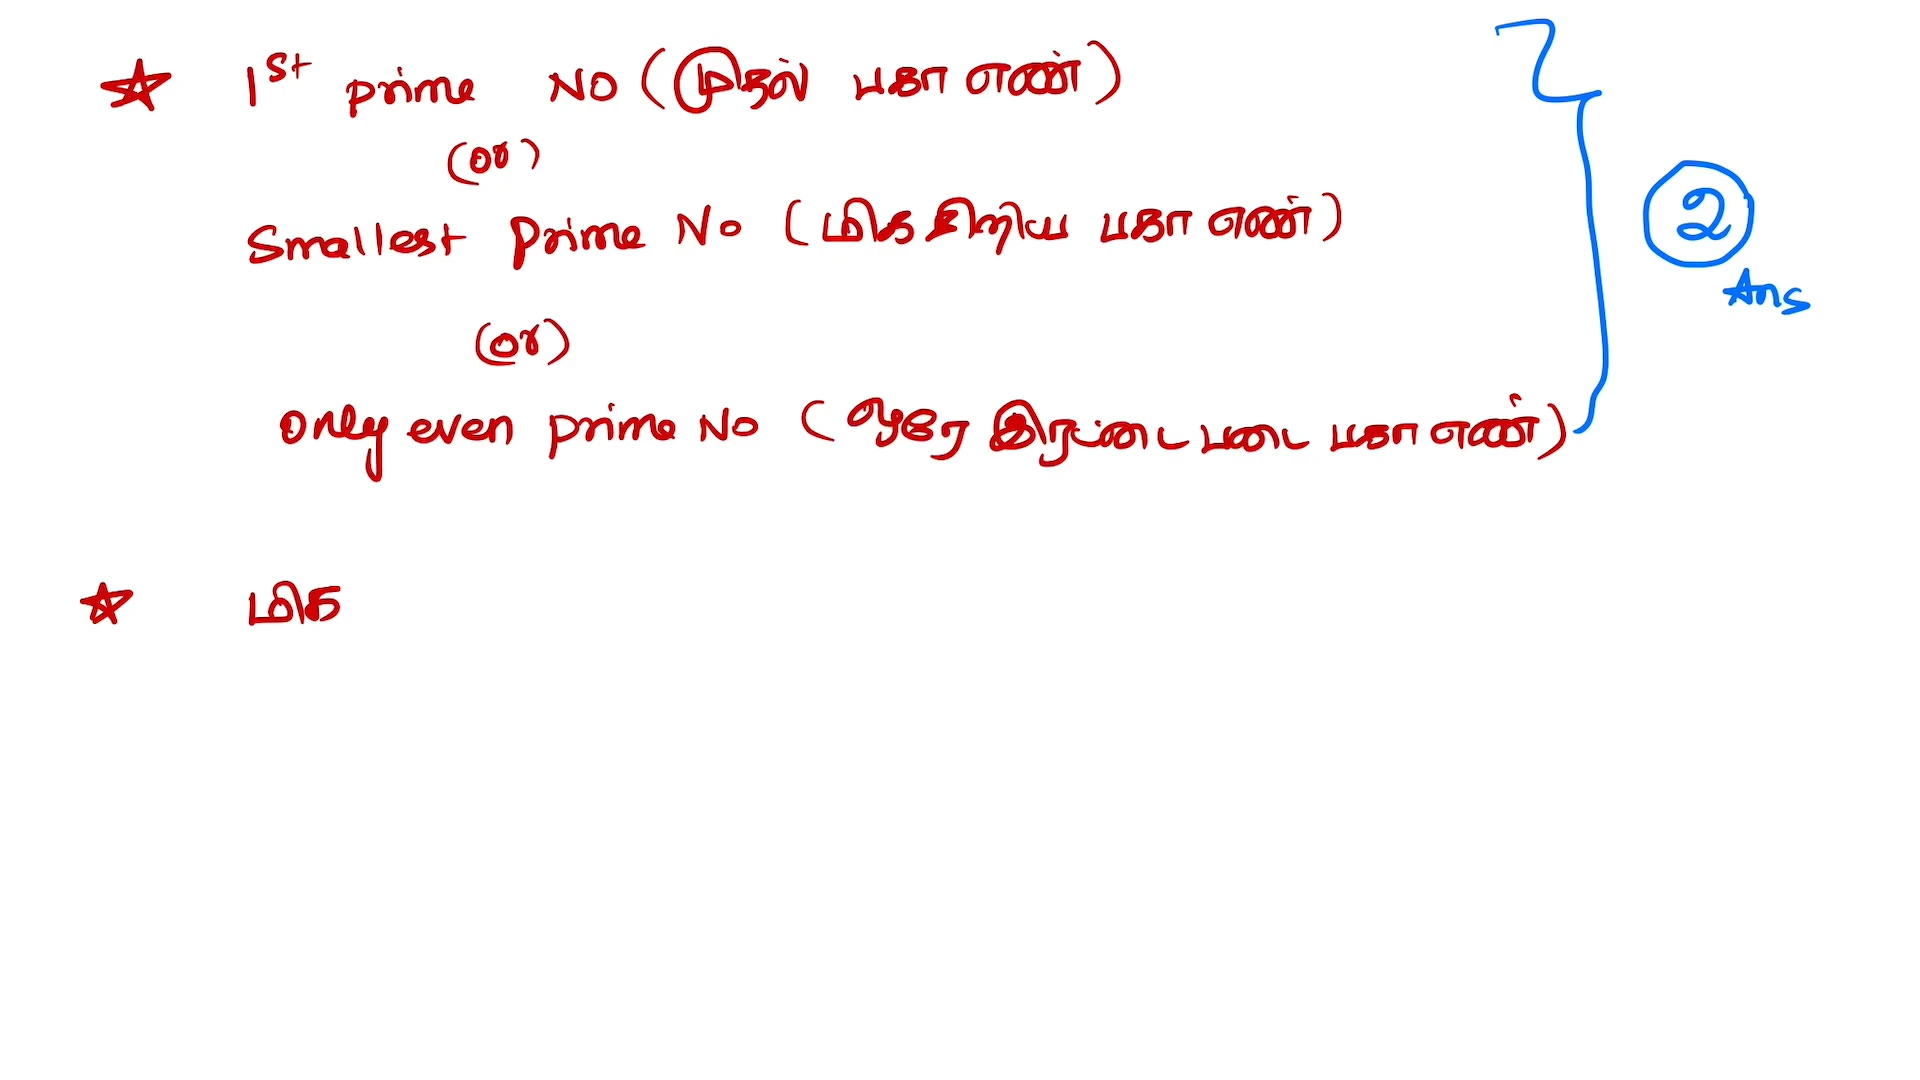 1st prime No (முதல் பகா எண்)
(or)
Smallest prime No (மிகசிறிய பகா எண்)
2
Ans
(or)
Only even prime No (ஒரே இரட்டை படை பகா எண்)
மிக